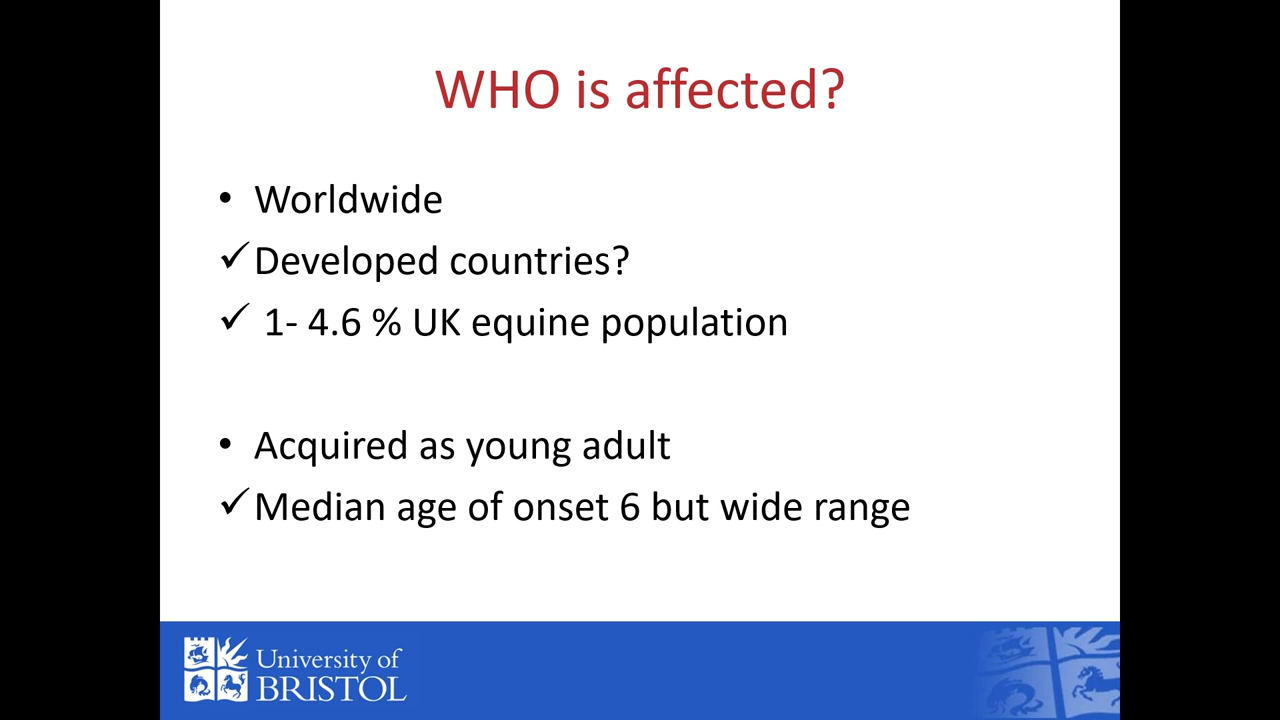 WHO is affected?
• Worldwide
✓ Developed countries?
✓ 1- 4.6 % UK equine population
• Acquired as young adult
✓ Median age of onset 6 but wide range
University of
BRISTOL